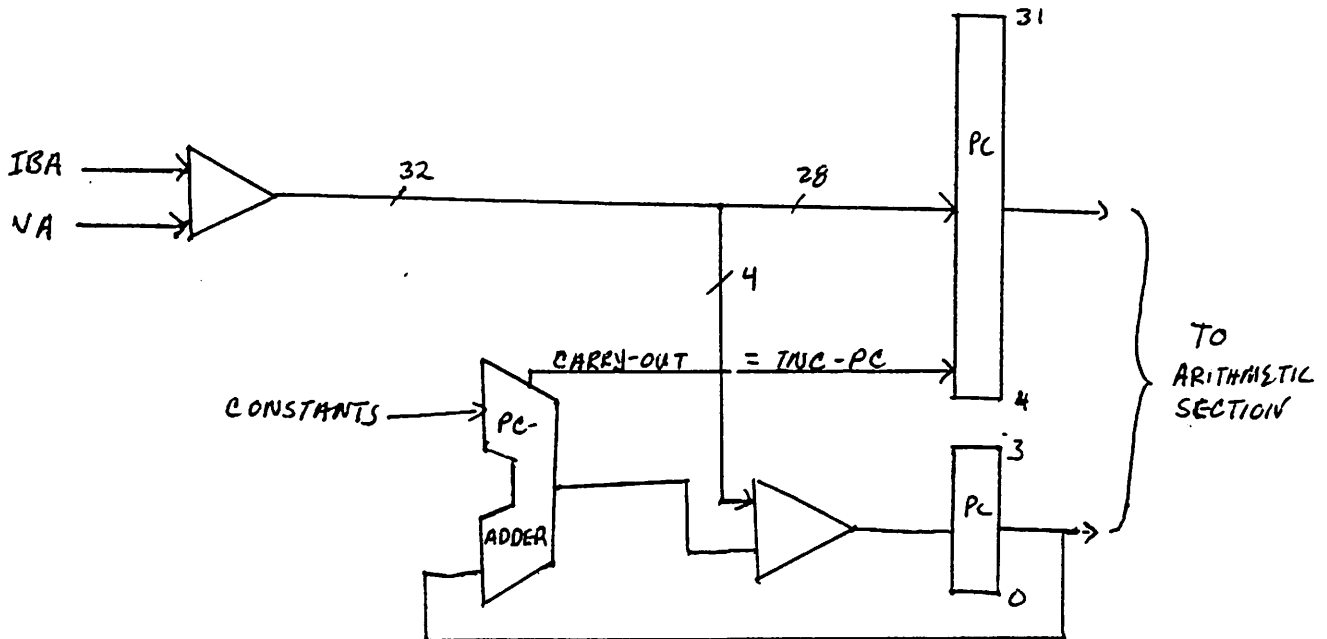 31
PC
IBA
VA
32
28
4
CARRY-OUT = INC-PC
CONSTANTS
PC-
ADDER
4
3
PC
0
TO
ARITHMETIC
SECTION